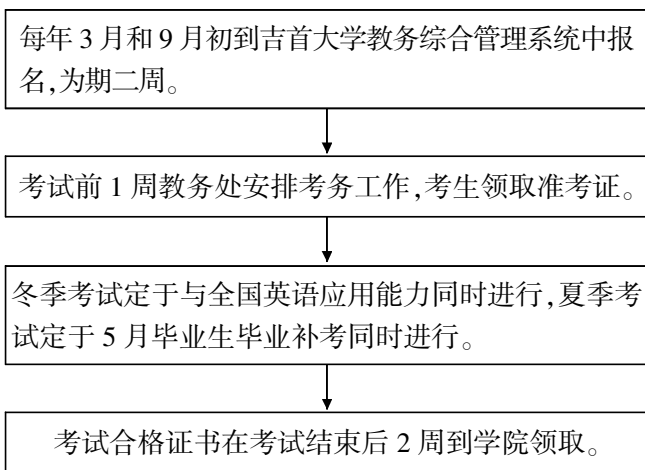 每年 3 月和 9 月初到吉首大学教务综合管理系统中报
名,为期二周。
考试前 1 周教务处安排考务工作,考生领取准考证。
冬季考试定于与全国英语应用能力同时进行,夏季考
试定于 5 月毕业生毕业补考同时进行。
考试合格证书在考试结束后 2 周到学院领取。